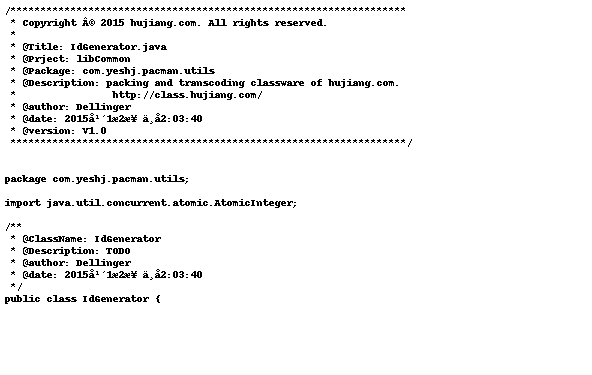 /******************************************************************
* Copyright Â© 2015 hujiang.com. All rights reserved.
*
* @Title: IdGenerator.java
* @Prject: libCommon
* @Package: com.yeshj.pacman.utils
* @Description: packing and transcoding classware of hujiang.com.
* http://class.hujiang.com/
* @author: Dellinger
* @date: 2015å¹´1æ2æ¥ ä¸å2:03:40
* @version: V1.0
******************************************************************/
package com.yeshj.pacman.utils;
import java.util.concurrent.atomic.AtomicInteger;
/**
* @ClassName: IdGenerator
* @Description: TODO
* @author: Dellinger
* @date: 2015å¹´1æ2æ¥ ä¸å2:03:40
*/
public class IdGenerator {